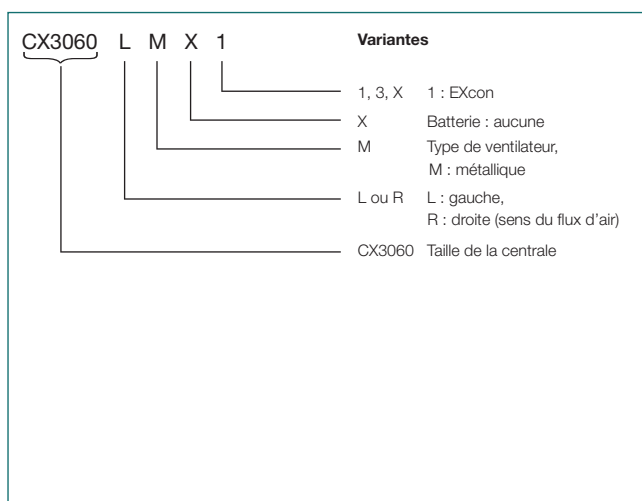 CX3060 L M X 1
Variantes
1, 3, X 1 : EXcon
X Batterie : aucune
M Type de ventilateur,
M : métallique
L ou R L : gauche,
R : droite (sens du flux d’air)
CX3060 Taille de la centrale